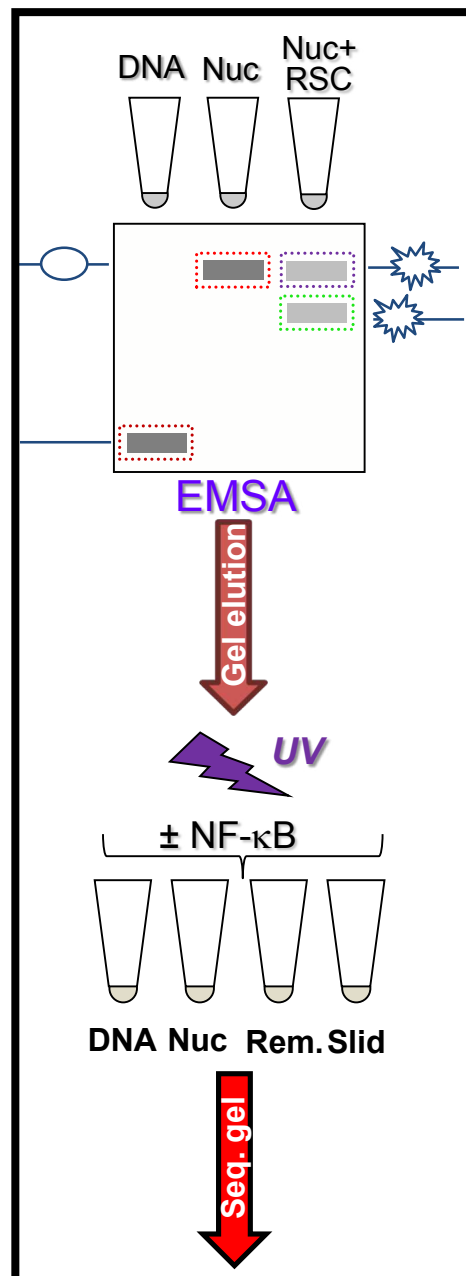 DNA Nuc Nuc+
RSC
EMSA
Gel elution
UV
± NF-κB
DNA Nuc Rem. Slid
Seq. gel